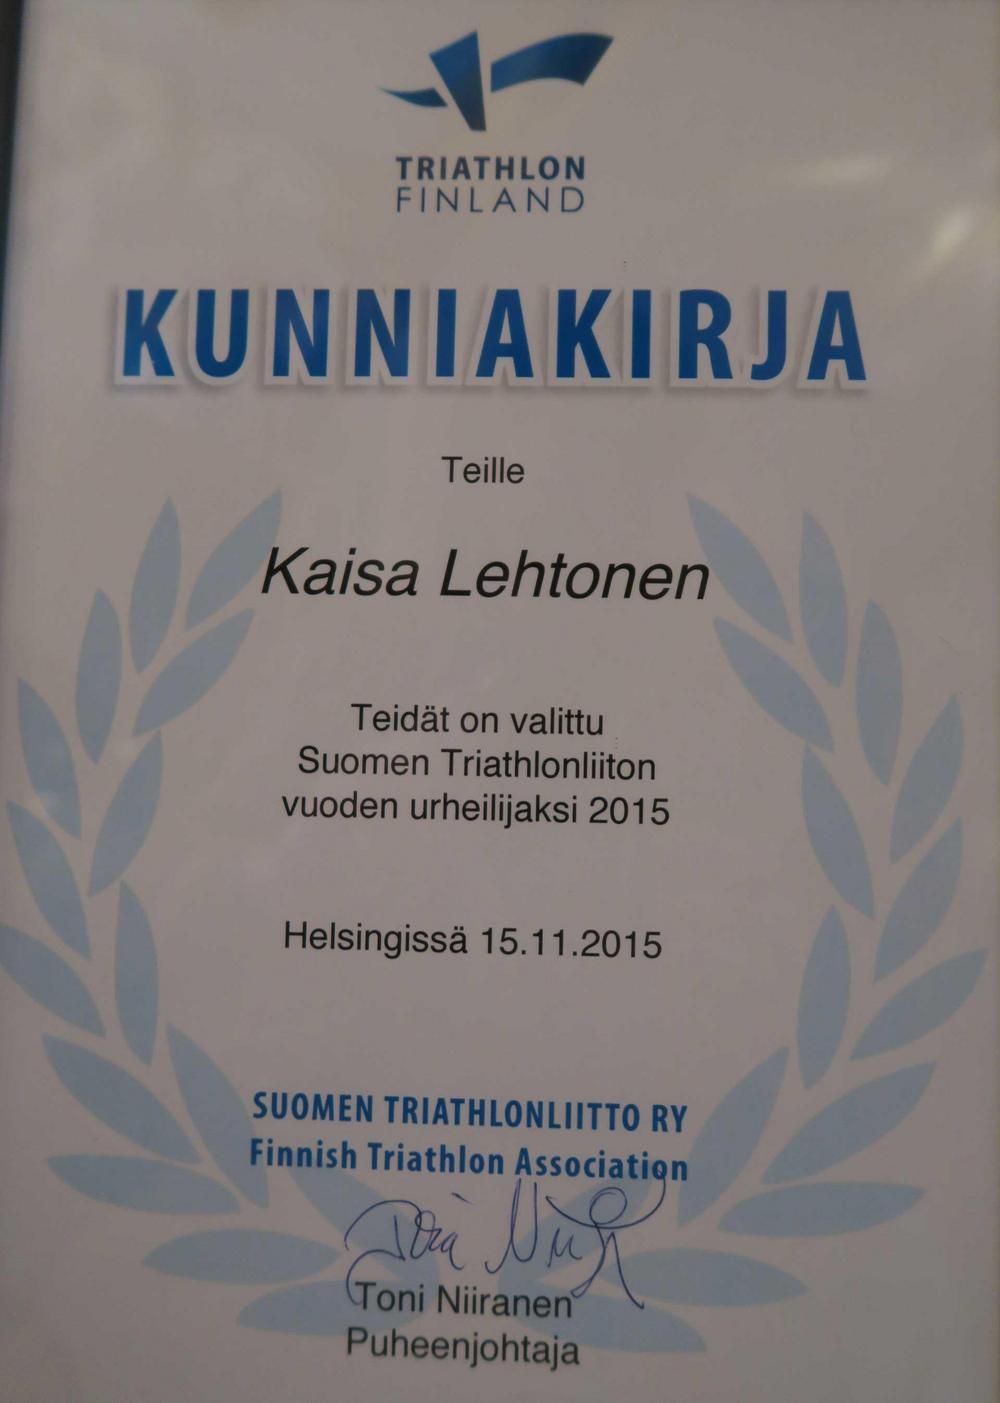 TRIATHLON
FINLAND
KUNNIAKIRJA
Teille
Kaisa Lehtonen
Teidät on valittu
Suomen Triathlonliiton
vuoden urheilijaksi 2015
Helsingissä 15.11.2015
SUOMEN TRIATHLONLIITTO RY
Finnish Triathlon Association
Toni Niiranen
Puheenjohtaja